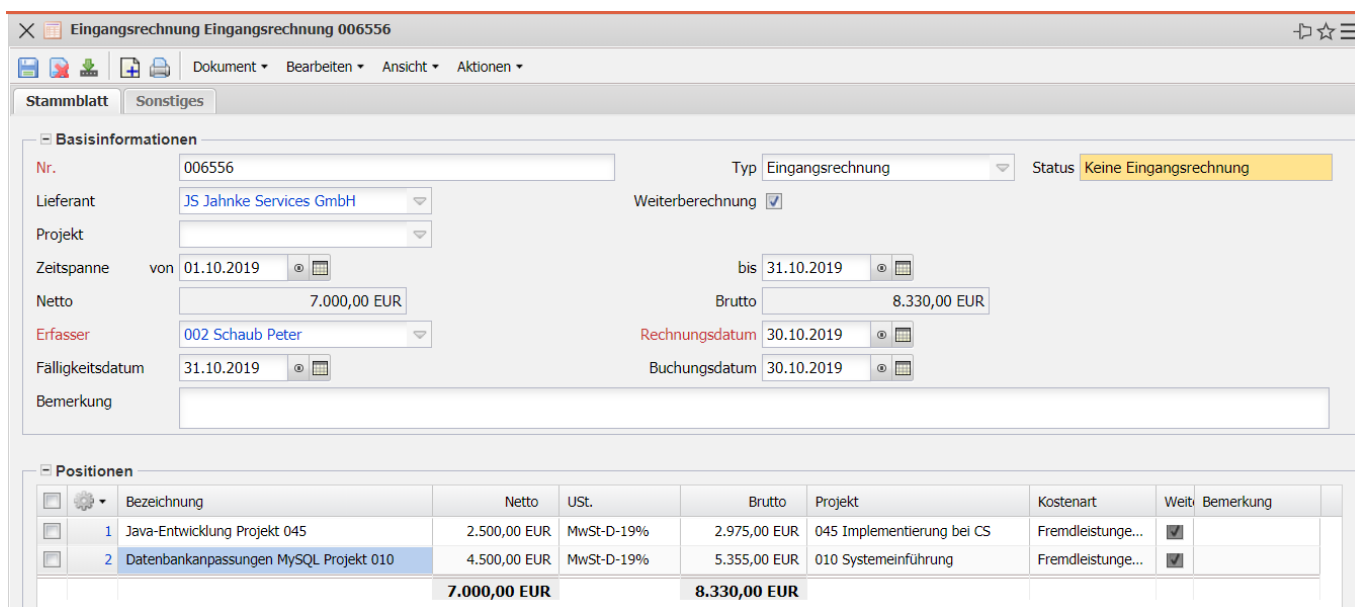 Eingangsrechnung Eingangsrechnung 006556
Dokument Bearbeiten Ansicht Aktionen
Stammblatt Sonstiges
Basisinformationen
Nr. 006556 Typ Eingangsrechnung Status Keine Eingangsrechnung
Lieferant JS Jahnke Services GmbH Weiterberechnung
Projekt
Zeitspanne von 01.10.2019 bis 31.10.2019
Netto 7.000,00 EUR Brutto 8.330,00 EUR
Erfasser 002 Schaub Peter Rechnungsdatum 30.10.2019
Fälligkeitsdatum 31.10.2019 Buchungsdatum 30.10.2019
Bemerkung
Positionen
Bezeichnung Netto USt. Brutto Projekt Kostenart Weit Bemerkung
1 Java-Entwicklung Projekt 045 2.500,00 EUR MwSt-D-19% 2.975,00 EUR 045 Implementierung bei CS Fremdleistunge...
2 Datenbankanpassungen MySQL Projekt 010 4.500,00 EUR MwSt-D-19% 5.355,00 EUR 010 Systemeinführung Fremdleistunge...
7.000,00 EUR 8.330,00 EUR